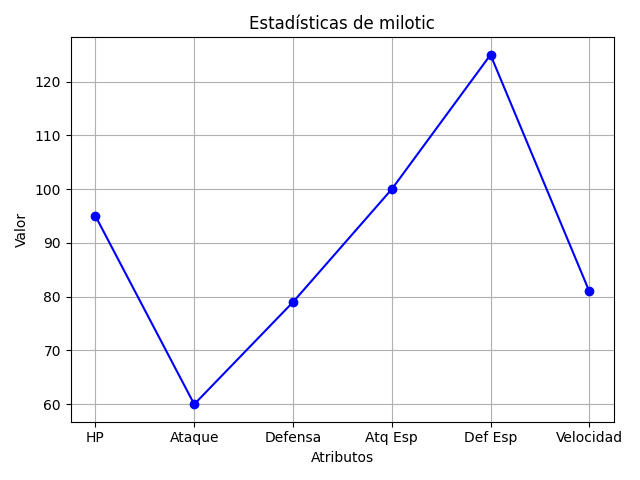 Estadísticas de milotic
Valor
120
110
100
90
80
70
60
HP Ataque Defensa Atq Esp Def Esp Velocidad
Atributos